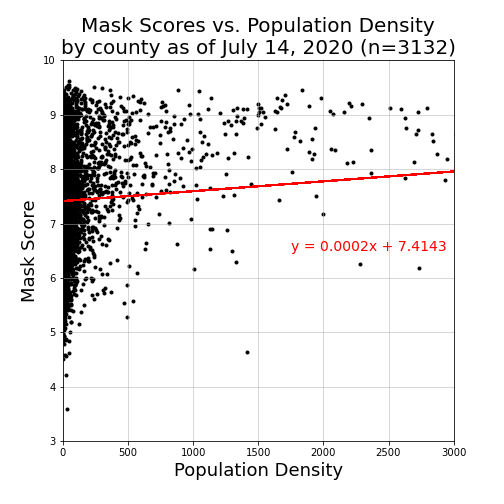 Mask Scores vs. Population Density
by county as of July 14, 2020 (n=3132)
10
9
8
7
6
5
4
3
Mask Score
y = 0.0002x + 7.4143
0 500 1000 1500 2000 2500 3000
Population Density